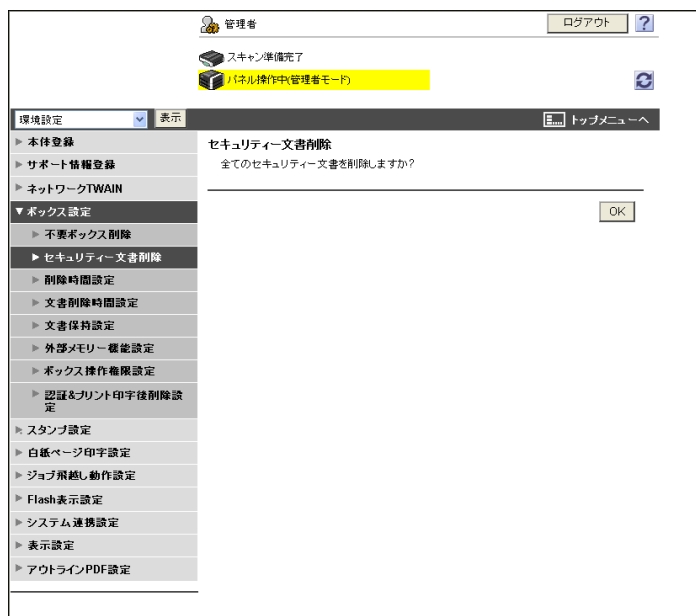 管理者
ログアウト
?
スキャン準備完了
パネル操作中(管理者モード)
環境設定
表示
トップメニューへ
本体登録
サポート情報登録
ネットワークTWAIN
ボックス設定
不要ボックス削除
セキュリティー文書削除
削除時間設定
文書削除時間設定
文書保持設定
外部メモリー機能設定
ボックス操作権限設定
認証&プリント印字後削除設
定
スタンプ設定
白紙ページ印字設定
ジョブ飛越し動作設定
Flash表示設定
システム連携設定
表示設定
アウトラインPDF設定
セキュリティー文書削除
全てのセキュリティー文書を削除しますか?
OK